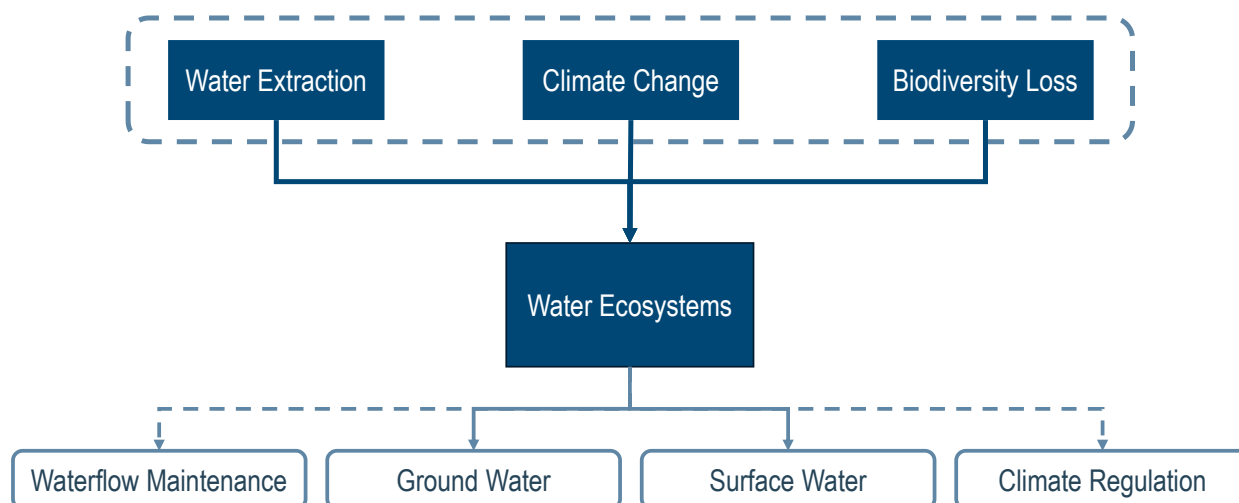 Water Extraction
Climate Change
Biodiversity Loss
Water Ecosystems
Waterflow Maintenance
Ground Water
Surface Water
Climate Regulation